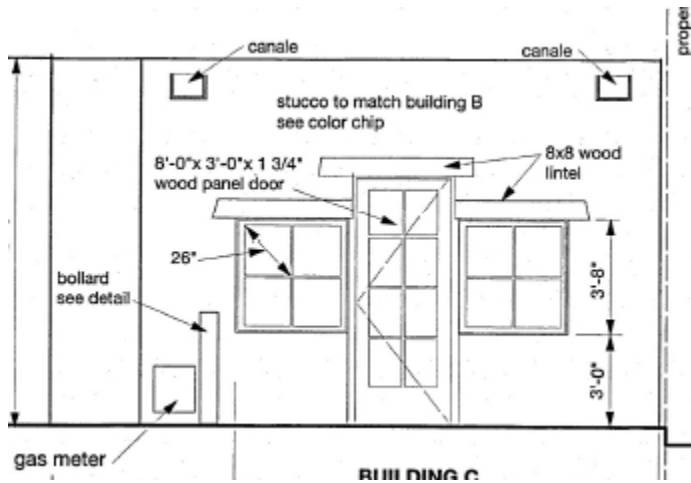 canale
canale
proper
stucco to match building B
see color chip
8'-0"x 3'-0"x 1 3/4"
wood panel door
8x8 wood
lintel
26"
bollard
see detail
3'-8"
3'-0"
gas meter
BUILDING C